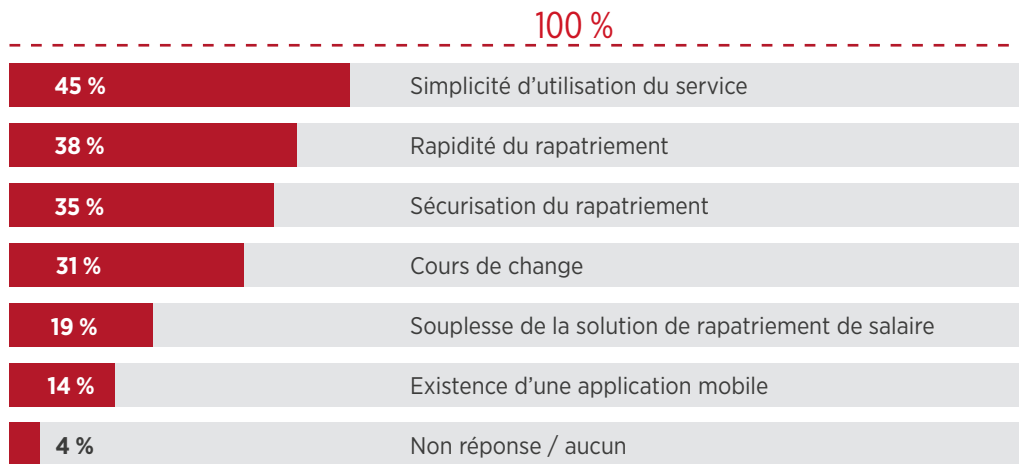 100 %
45 % Simplicité d'utilisation du service
38 % Rapidité du rapatriement
35 % Sécurisation du rapatriement
31 % Cours de change
19 % Souplesse de la solution de rapatriement de salaire
14 % Existence d'une application mobile
4 % Non réponse / aucun